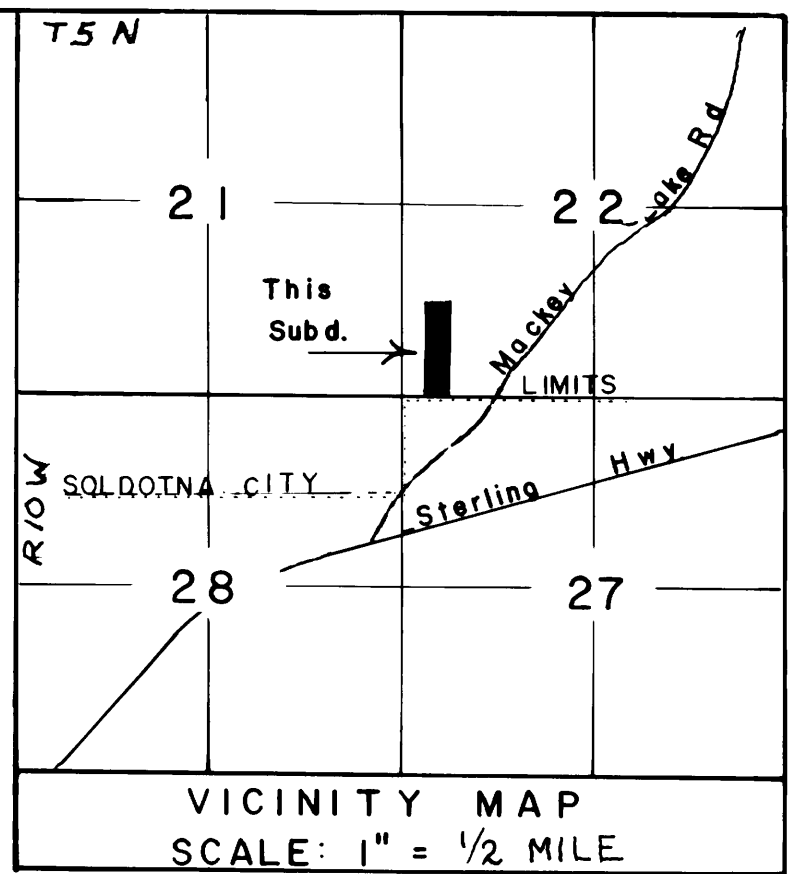 T5N
21
22
Mackey Lake Rd
This
Subd.
LIMITS
R10W
SOLDOTNA CITY
Sterling Hwy
28
27
VICINITY MAP
SCALE: 1" = 1/2 MILE